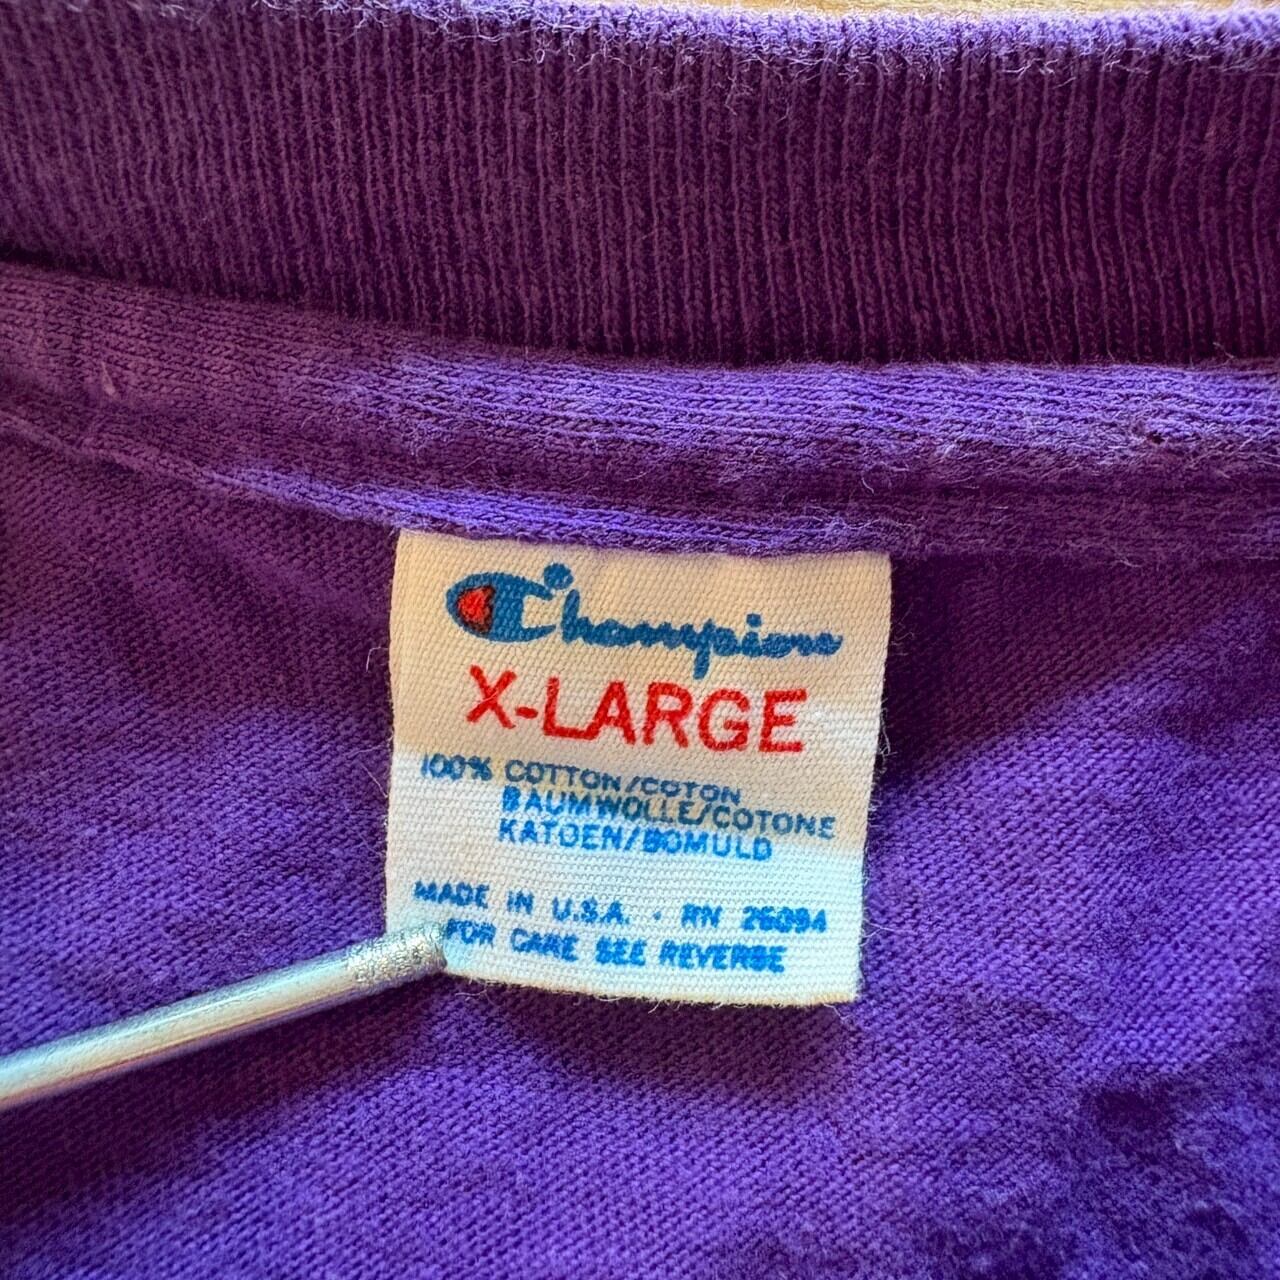 Champion
X-LARGE
100% COTTON/COTON
BAUMWOLLE/COTONE
KATOEN/BOMULD
MADE IN U.S.A. · RN 26094
FOR CARE SEE REVERSE